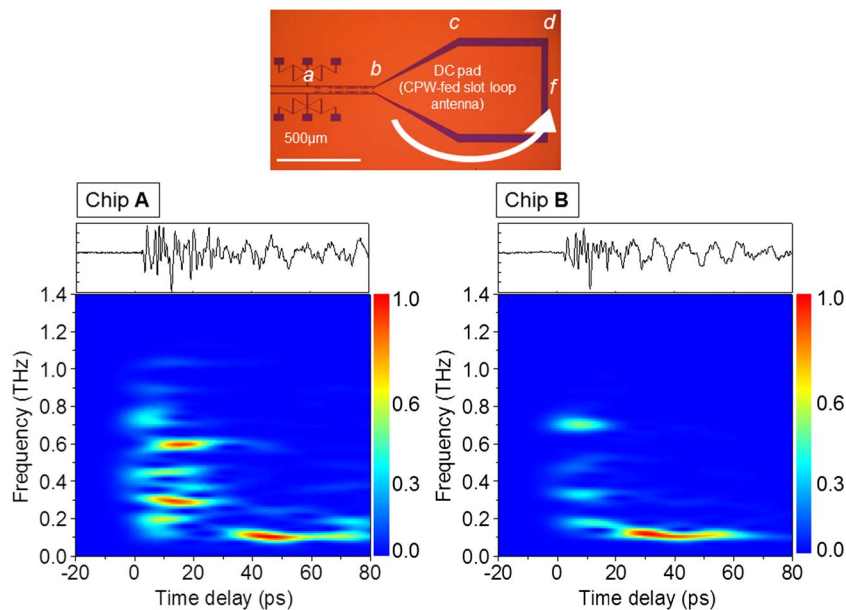 c
d
a
b
DC pad
(CPW-fed slot loop
antenna)
f
500μm
Chip A
Chip B
1.4
1.2
1.0
0.8
0.6
0.4
0.2
0.0
Frequency (THz)
-20
0
20
40
60
80
Time delay (ps)
1.0
0.6
0.3
0.0
1.4
1.2
1.0
0.8
0.6
0.4
0.2
0.0
Frequency (THz)
-20
0
20
40
60
80
Time delay (ps)
1.0
0.6
0.3
0.0